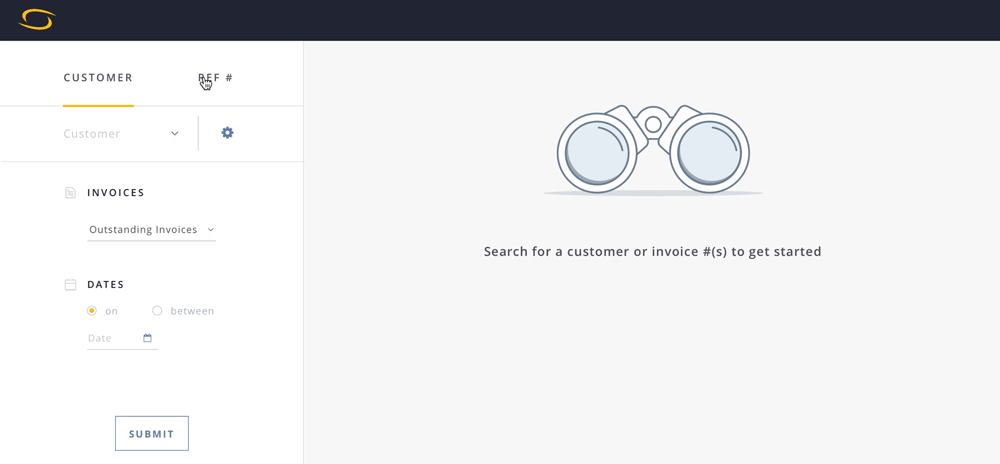 CUSTOMER
REF #
Customer
INVOICES
Outstanding Invoices
DATES
on
between
Date
SUBMIT
Search for a customer or invoice #(s) to get started